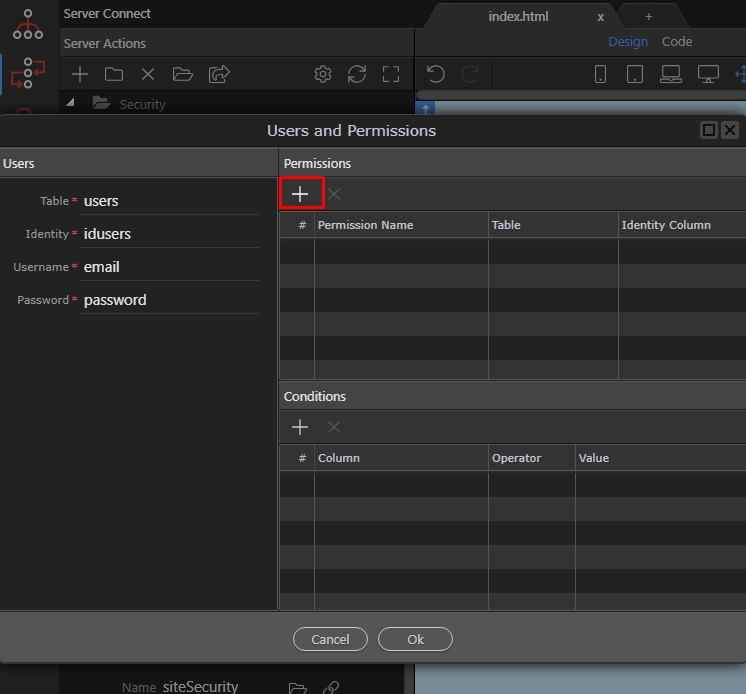 Server Connect
index.html x +
Server Actions
Design Code
Security
Users and Permissions
Users
Permissions
Table * users
Identity * idusers
Username * email
Password * password
# Permission Name Table Identity Column
Conditions
# Column Operator Value
Cancel Ok
Name siteSecurity